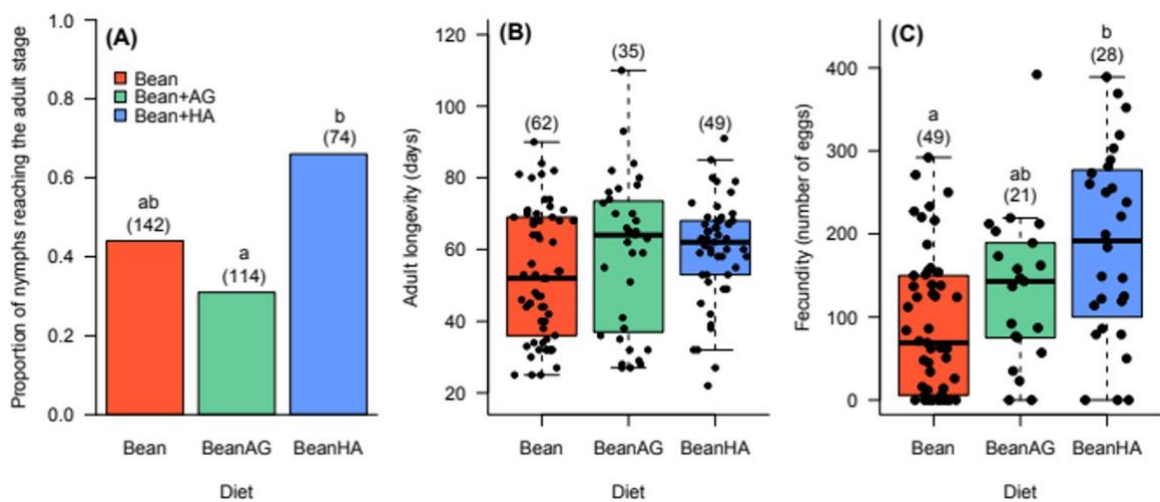 (A)
Proportion of nymphs reaching the adult stage
1.0
0.8
0.6
0.4
0.2
0.0
Bean
Bean+AG
Bean+HA
ab
(142)
a
(114)
b
(74)
Bean BeanAG BeanHA
Diet
(B)
Adult longevity (days)
120
100
80
60
40
20
(62)
(35)
(49)
Bean BeanAG BeanHA
Diet
(C)
Fecundity (number of eggs)
400
300
200
100
0
a
(49)
ab
(21)
b
(28)
Bean BeanAG BeanHA
Diet